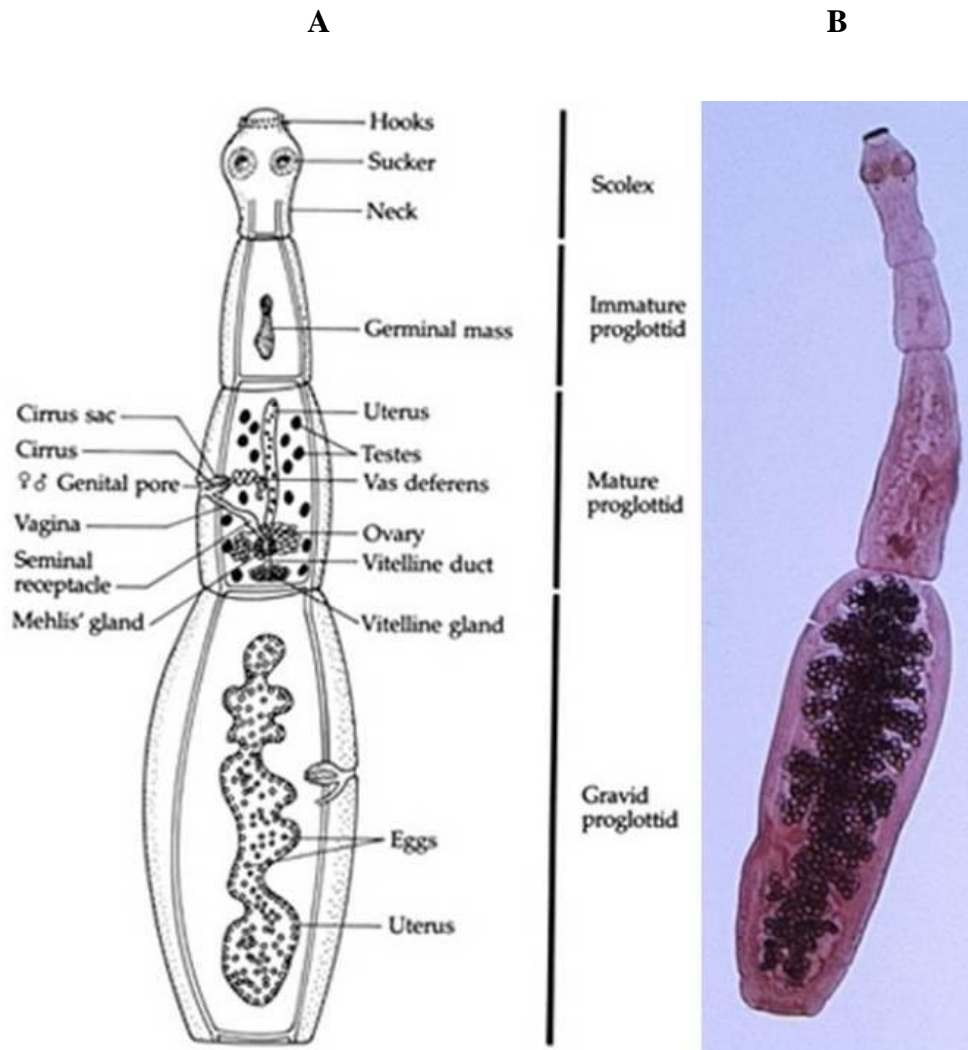 A
B
Hooks
Sucker
Neck
Germinal mass
Cirrus sac
Cirrus
♀♂ Genital pore
Vagina
Seminal
receptacle
Mehlis' gland
Uterus
Testes
Vas deferens
Ovary
Vitelline duct
Vitelline gland
Eggs
Uterus
Scolex
Immature
proglottid
Mature
proglottid
Gravid
proglottid